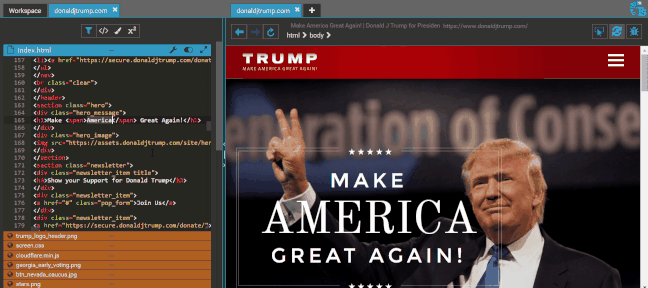 Workspace
donaldjtrump.com
donaldjtrump.com
</> x²
Index.html
Make America Great Again! | Donald J Trump for Presiden https://www.donaldjtrump.com/
html body
157 <li><a href="https://secure.donaldjtrump.com/donat
158 </ul>
159 </nav>
160 <br class="clear">
161 </div>
162 </header>
163 <section class="hero">
164 <div class="hero_message">
165 <h1>Make <span>America</span> Great Again!</h1>
166 </div>
167 <div class="hero_image">
168 <img src="https://assets.donaldjtrump.com/site/her
169 </div>
170 </section>
171 <section class="newsletter">
172 <div class="newsletter_item title">
173 <h4>Show your Support for Donald Trump</h4>
174 </div>
175 <div class="newsletter_item">
176 <a href="#" class="pop_form">Join Us</a>
177 </div>
178 <div class="newsletter_item">
179 <a href="https://secure.donaldjtrump.com/donate/">
trump_logo_header.png
screen.css
cloudflare.min.js
georgia_early_voting.png
btn_nevada_caucus.jpg
stars.png
TRUMP
MAKE AMERICA GREAT AGAIN!
eration of Conse
MAKE
AMERICA
GREAT AGAIN!